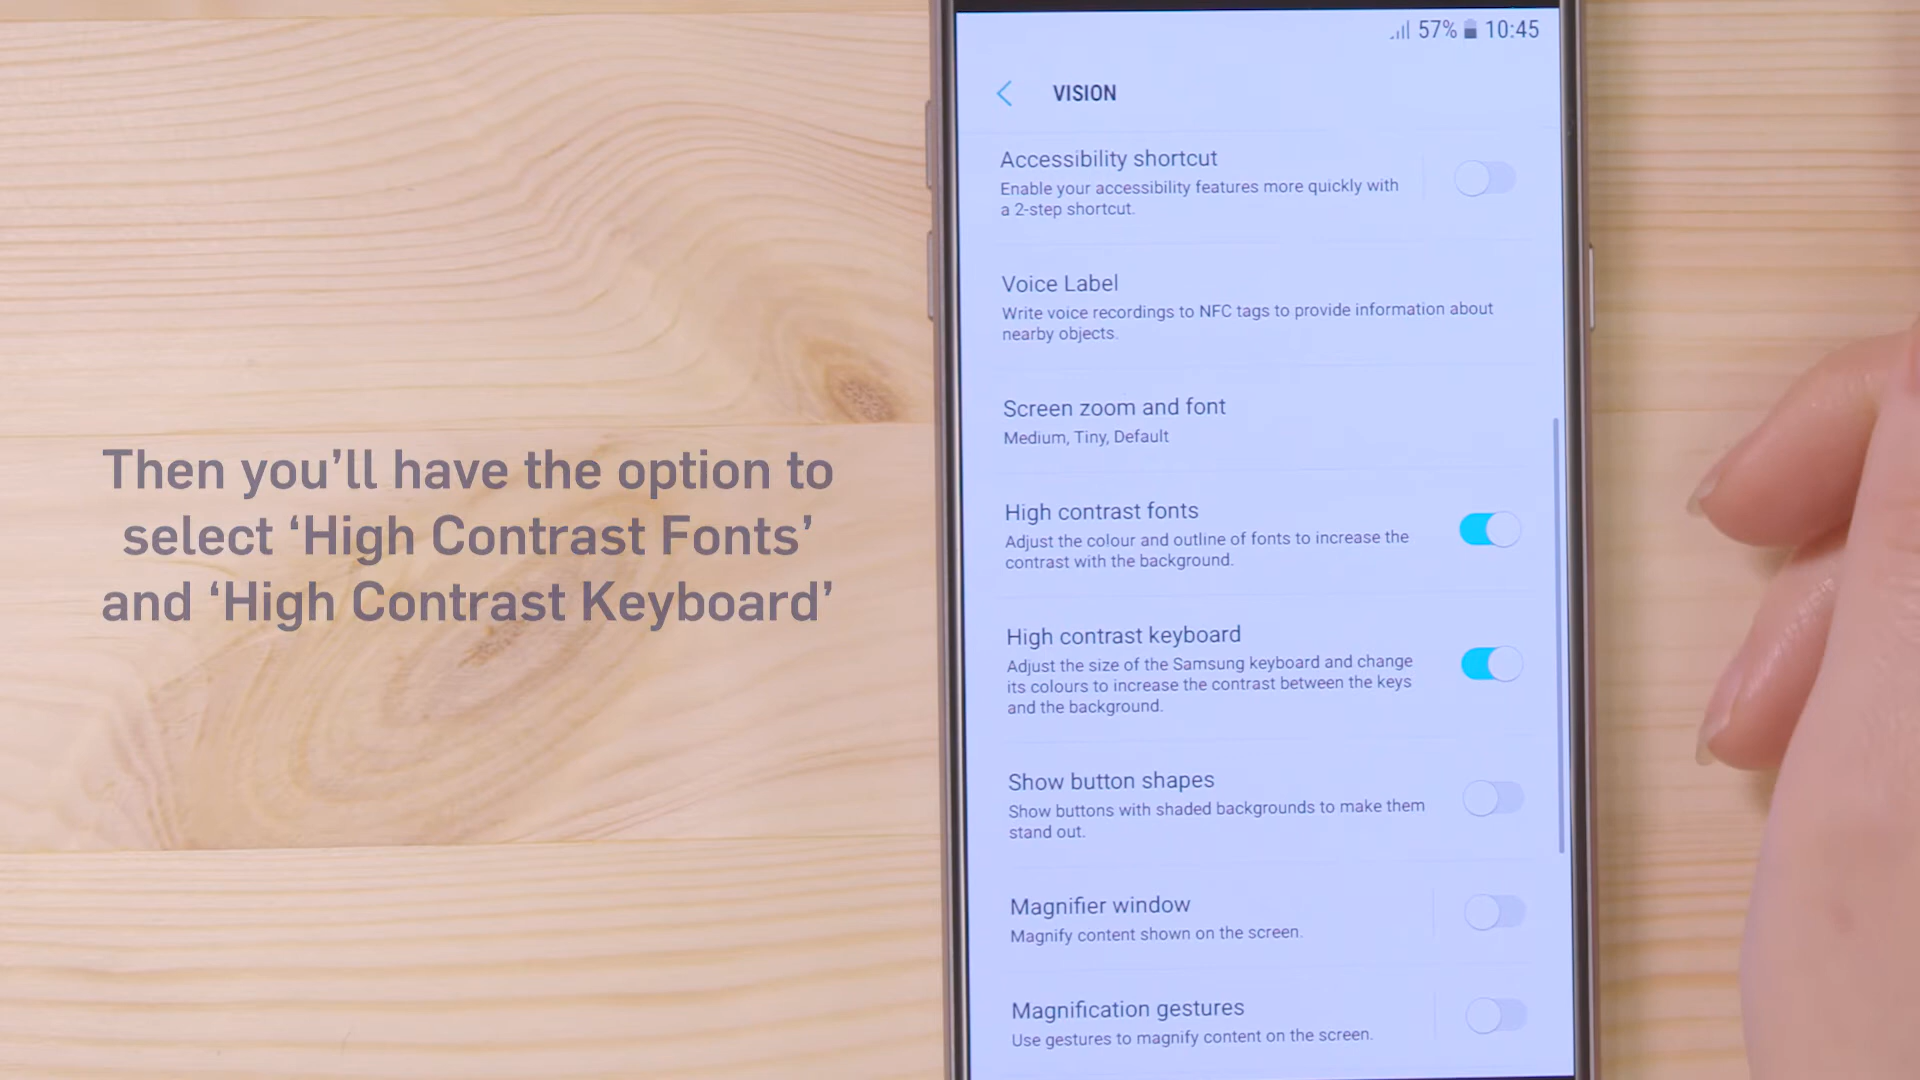 Then you’ll have the option to
select ‘High Contrast Fonts’
and ‘High Contrast Keyboard’
57% 10:45
VISION
Accessibility shortcut
Enable your accessibility features more quickly with
a 2-step shortcut.
Voice Label
Write voice recordings to NFC tags to provide information about
nearby objects.
Screen zoom and font
Medium, Tiny, Default
High contrast fonts
Adjust the colour and outline of fonts to increase the
contrast with the background.
High contrast keyboard
Adjust the size of the Samsung keyboard and change
its colours to increase the contrast between the keys
and the background.
Show button shapes
Show buttons with shaded backgrounds to make them
stand out.
Magnifier window
Magnify content shown on the screen.
Magnification gestures
Use gestures to magnify content on the screen.